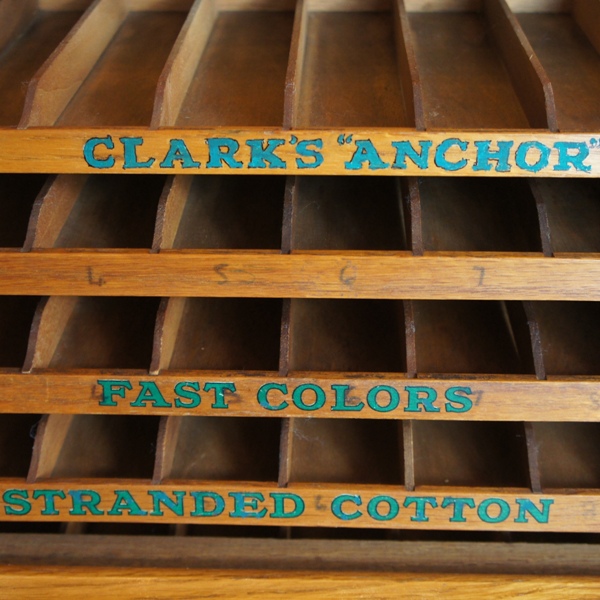 CLARK'S "ANCHOR"
4 5 6 7
FAST COLORS
STRANDED COTTON